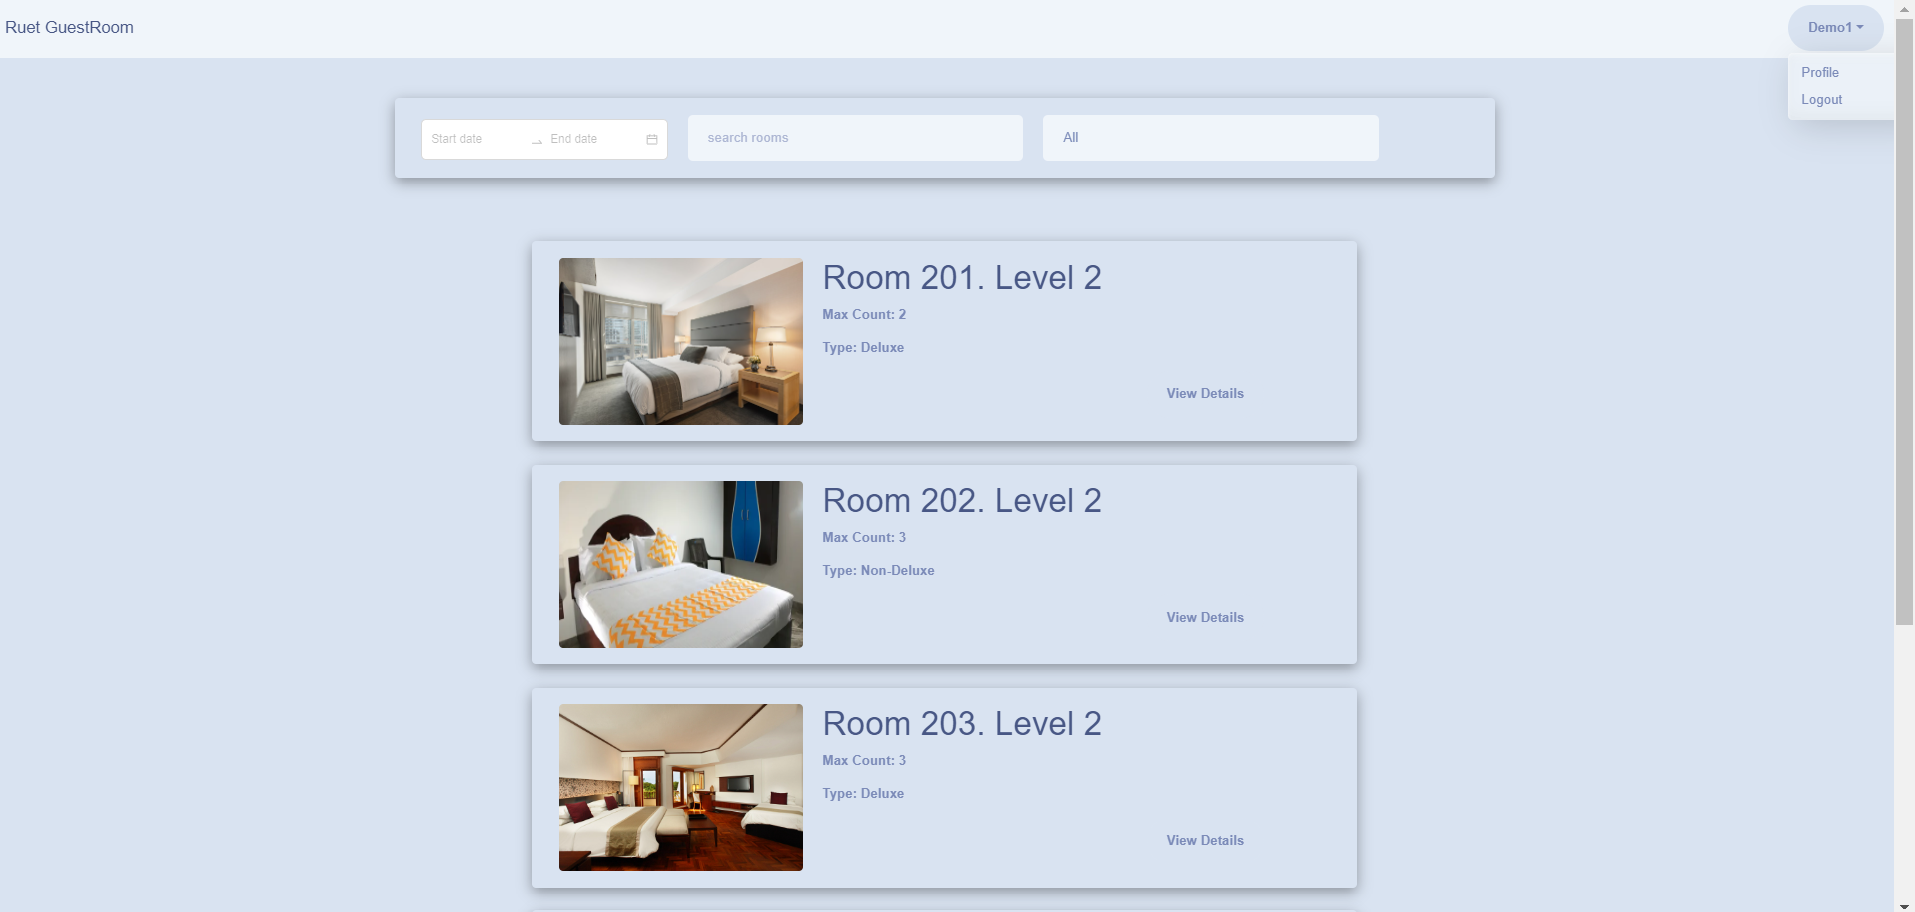 Ruet GuestRoom
Demo1
Profile
Logout
Start date
End date
search rooms
All
Room 201. Level 2
Max Count: 2
Type: Deluxe
View Details
Room 202. Level 2
Max Count: 3
Type: Non-Deluxe
View Details
Room 203. Level 2
Max Count: 3
Type: Deluxe
View Details